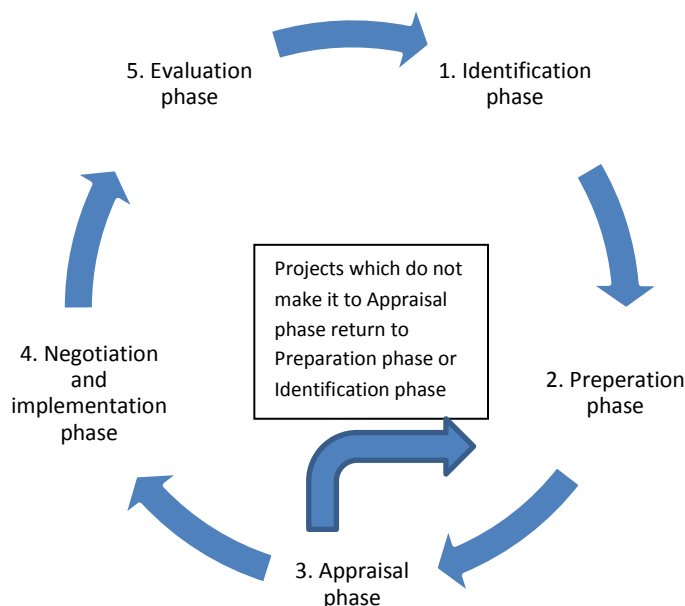 5. Evaluation
phase
1. Identification
phase
Projects which do not
make it to Appraisal
phase return to
Preparation phase or
Identification phase
4. Negotiation
and
implementation
phase
2. Preperation
phase
3. Appraisal
phase